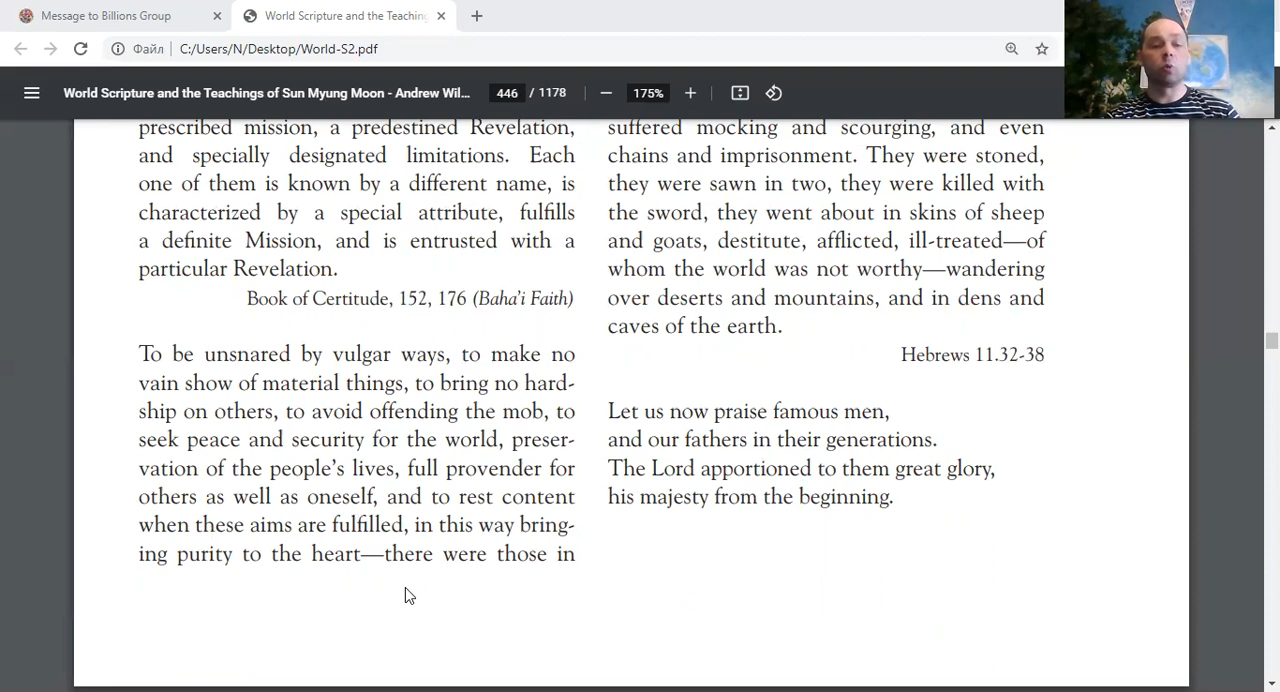 Message to Billions Group
World Scripture and the Teaching
Файл
C:/Users/N/Desktop/World-S2.pdf
World Scripture and the Teachings of Sun Myung Moon - Andrew Wil...
446 / 1178
175%
prescribed mission, a predestined Revelation,
and specially designated limitations. Each
one of them is known by a different name, is
characterized by a special attribute, fulfills
a definite Mission, and is entrusted with a
particular Revelation.
Book of Certitude, 152, 176 (Baha'i Faith)
To be unsnared by vulgar ways, to make no
vain show of material things, to bring no hard-
ship on others, to avoid offending the mob, to
seek peace and security for the world, preser-
vation of the people's lives, full provender for
others as well as oneself, and to rest content
when these aims are fulfilled, in this way bring-
ing purity to the heart—there were those in
suffered mocking and scourging, and even
chains and imprisonment. They were stoned,
they were sawn in two, they were killed with
the sword, they went about in skins of sheep
and goats, destitute, afflicted, ill-treated—of
whom the world was not worthy—wandering
over deserts and mountains, and in dens and
caves of the earth.
Hebrews 11.32-38
Let us now praise famous men,
and our fathers in their generations.
The Lord apportioned to them great glory,
his majesty from the beginning.